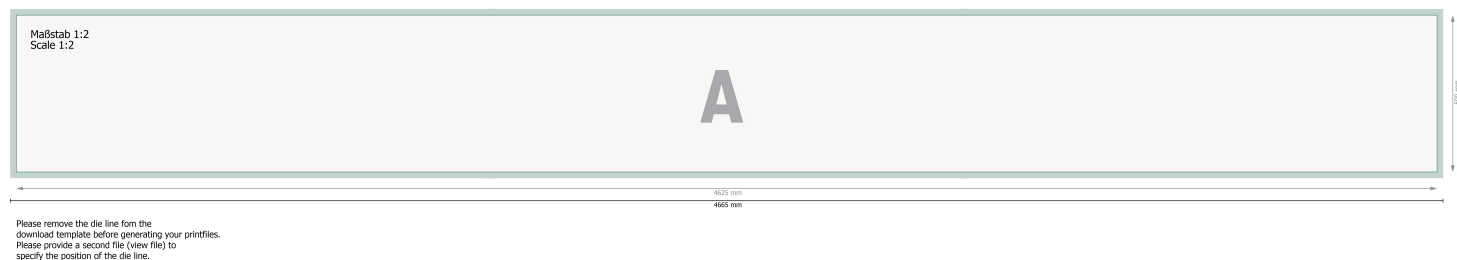 Maßstab 1:2
Scale 1:2
A
4625 mm
4665 mm
Please remove the die line fom the
download template before generating your printfiles.
Please provide a second file (view file) to
specify the position of the die line.